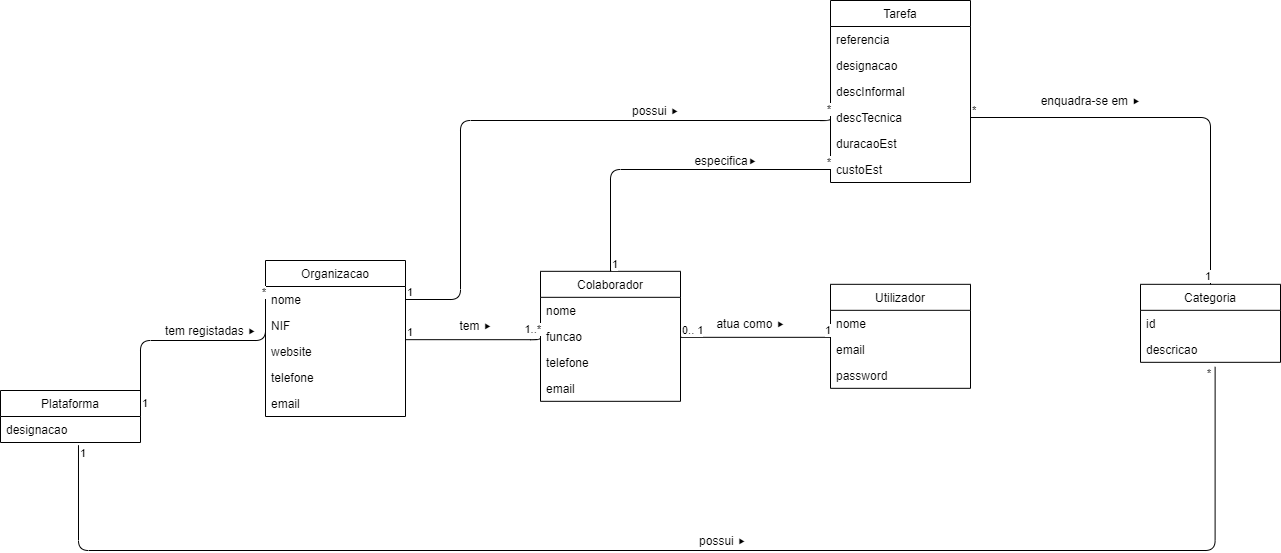 Tarefa
referencia
designacao
descInformal
descTecnica
duracaoEst
custoEst
possui ▸
*
*
enquadra-se em ▸
especifica ▸
*
1
1
Organizacao
nome
NIF
website
telefone
email
*
1
1
tem ▸
1..*
Colaborador
nome
funcao
telefone
email
0.. 1
atua como ▸
1
Utilizador
nome
email
password
Categoria
id
descricao
*
tem registadas ▸
Plataforma
designacao
1
1
possui ▸